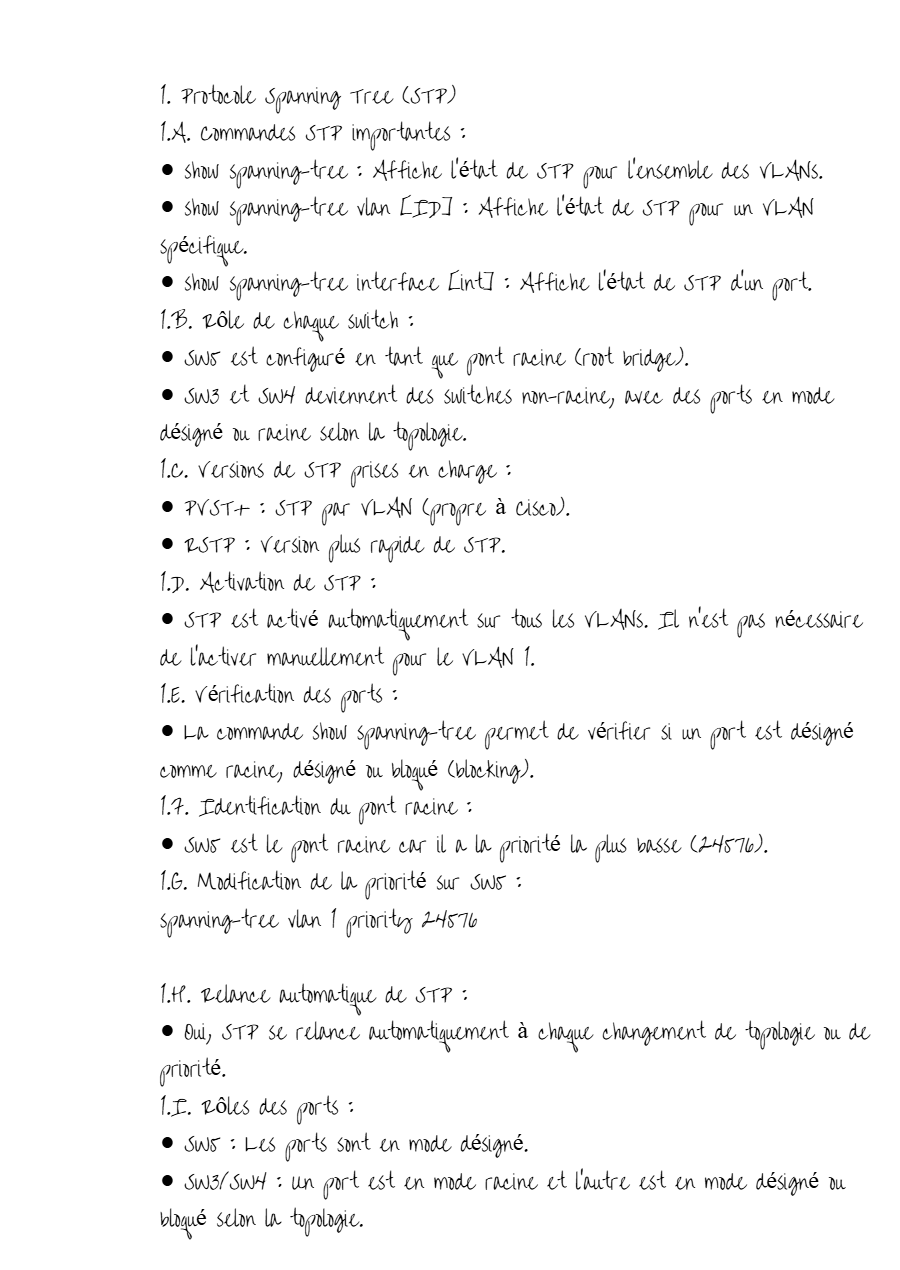 1. Protocole Spanning Tree (STP)
1.A. Commandes STP importantes :
● show spanning-tree : Affiche l'état de STP pour l'ensemble des VLANs.
● show spanning-tree vlan [ID] : Affiche l'état de STP pour un VLAN
spécifique.
● show spanning-tree interface [int] : Affiche l'état de STP d'un port.
1.B. Rôle de chaque switch :
● SW5 est configuré en tant que pont racine (root bridge).
● SW3 et SW4 deviennent des switches non-racine, avec des ports en mode
désigné ou racine selon la topologie.
1.C. Versions de STP prises en charge :
● PVST+ : STP par VLAN (propre à Cisco).
● RSTP : Version plus rapide de STP.
1.D. Activation de STP :
● STP est activé automatiquement sur tous les VLANs. Il n'est pas nécessaire
de l'activer manuellement pour le VLAN 1.
1.E. Vérification des ports :
● La commande show spanning-tree permet de vérifier si un port est désigné
comme racine, désigné ou bloqué (blocking).
1.F. Identification du pont racine :
● SW5 est le pont racine car il a la priorité la plus basse (24576).
1.G. Modification de la priorité sur SW5 :
spanning-tree vlan 1 priority 24576
1.H. Relance automatique de STP :
● Oui, STP se relance automatiquement à chaque changement de topologie ou de
priorité.
1.I. Rôles des ports :
● SW5 : Les ports sont en mode désigné.
● SW3/SW4 : Un port est en mode racine et l'autre est en mode désigné ou
bloqué selon la topologie.